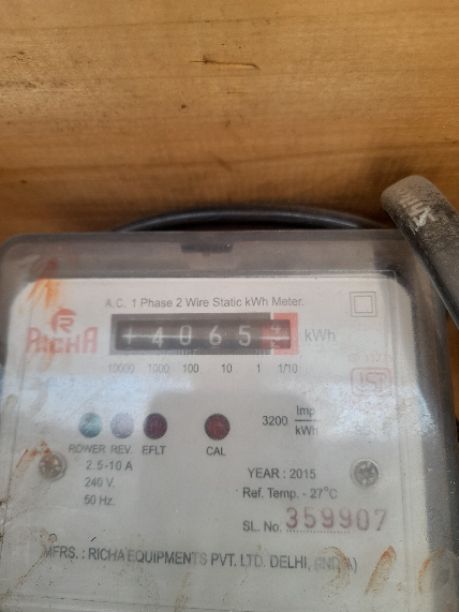 A.C. 1 Phase 2 Wire Static kWh Meter.
RICHA
14065
kWh
10000 1000 100 10 1 1/10
ISI
3200 Imp
kWh
POWER REV. EFLT CAL
2.5-10 A
240 V.
50 Hz.
YEAR : 2015
Ref. Temp. -27°C
SL. No. 359907
MFRS. : RICHA EQUIPMENTS PVT. LTD. DELHI, (INDIA)